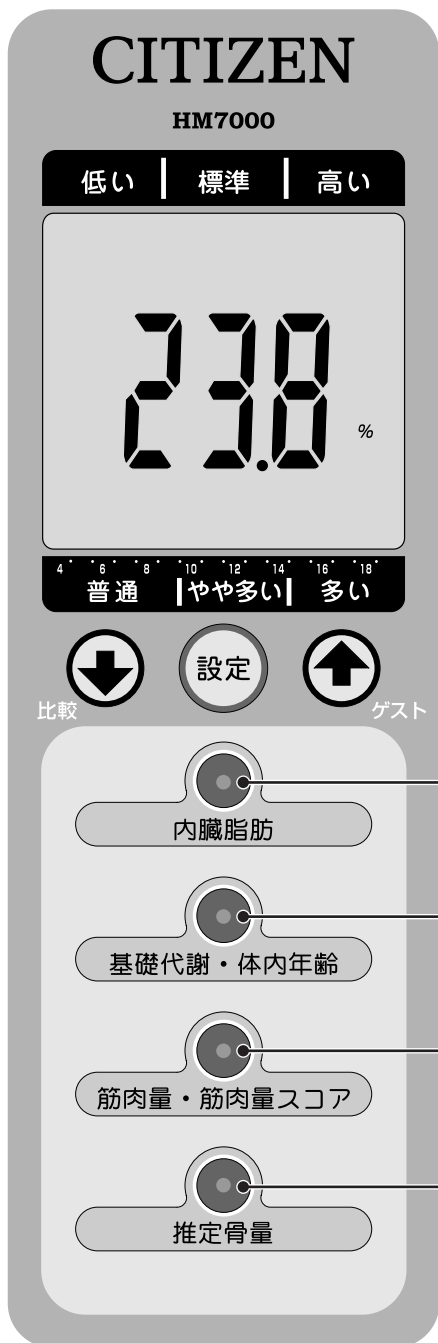 CITIZEN
HM7000
低い 標準 高い
23.8 %
4 6 8 10 12 14 16 18
普通 やや多い 多い
設定
比較 ゲスト
内臓脂肪
基礎代謝・体内年齢
筋肉量・筋肉量スコア
推定骨量